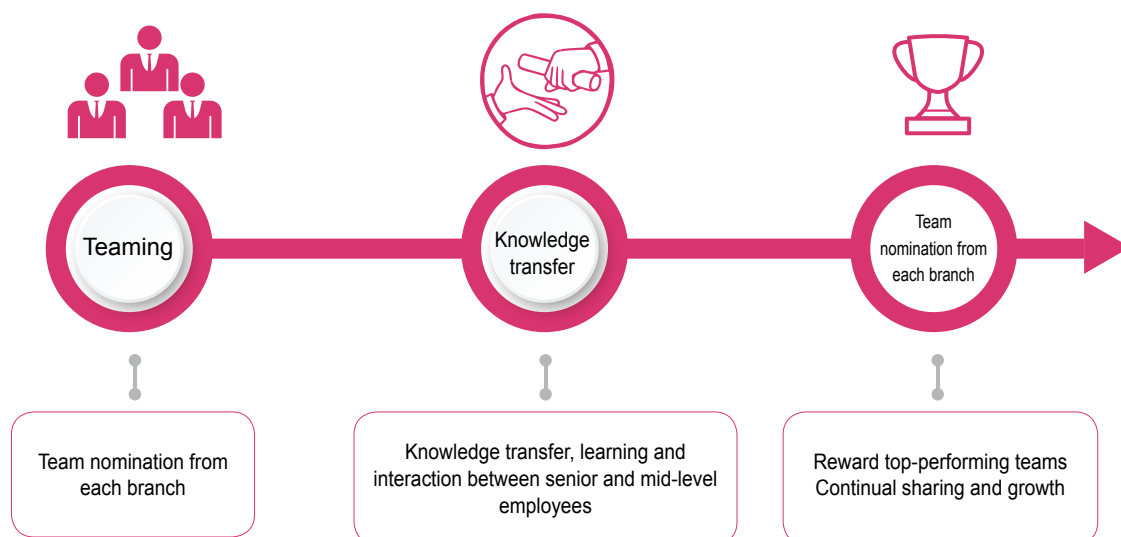 Teaming
Knowledge
transfer
Team
nomination from
each branch
Team nomination from
each branch
Knowledge transfer, learning and
interaction between senior and mid-level
employees
Reward top-performing teams
Continual sharing and growth